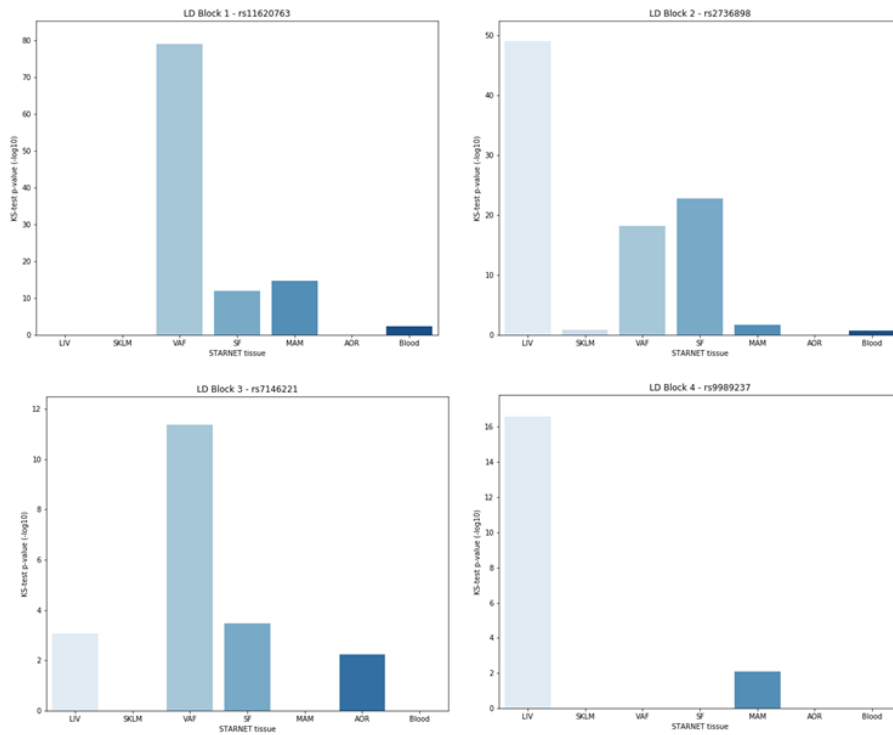 LD Block 1 - rs11620763
KS-test p-value (-log10)
80
70
60
50
40
30
20
10
0
LIV SKLM VAF SF MAM AOR Blood
STARNET tissue
LD Block 2 - rs2736898
KS-test p-value (-log10)
50
40
30
20
10
0
LIV SKLM VAF SF MAM AOR Blood
STARNET tissue
LD Block 3 - rs7146221
KS-test p-value (-log10)
12
10
8
6
4
2
0
LIV SKLM VAF SF MAM AOR Blood
STARNET tissue
LD Block 4 - rs9989237
KS-test p-value (-log10)
16
14
12
10
8
6
4
2
0
LIV SKLM VAF SF MAM AOR Blood
STARNET tissue